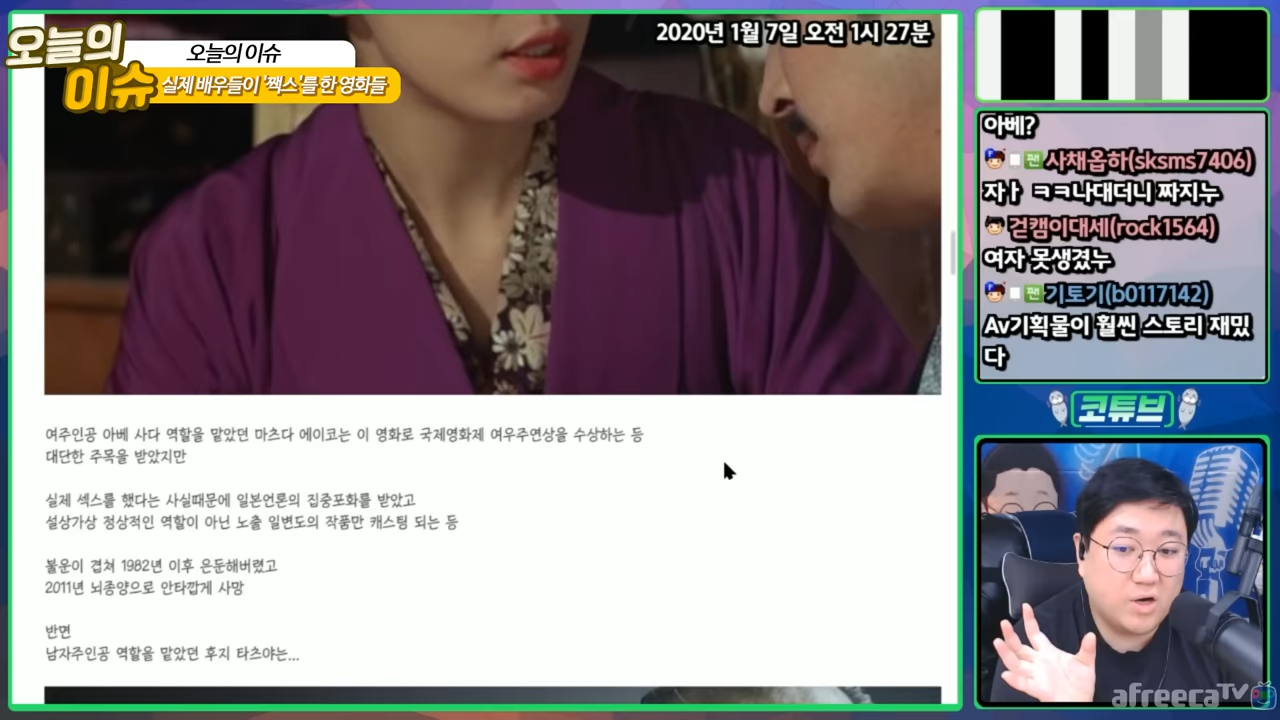 오늘의
이슈
오늘의 이슈
실제 배우들이 '쩩스'를 한 영화들
2020년 1월 7일 오전 1시 27분
여주인공 아베 사다 역할을 맡았던 마츠다 에이코는 이 영화로 국제영화제 여우주연상을 수상하는 등
대단한 주목을 받았지만
실제 섹스를 했다는 사실때문에 일본언론의 집중포화를 받았고
설상가상 정상적인 역할이 아닌 노출 일변도의 작품만 캐스팅 되는 등
불운이 겹쳐 1982년 이후 은둔해버렸고
2011년 뇌종양으로 안타깝게 사망
반면
남자주인공 역할을 맡았던 후지 타츠야는...
아베?
팬 사채옵하(sksms7406)
자ㅏ ㅋㅋ나대더니 짜지누
걷캠이대세(rock1564)
여자 못생겼누
팬 기토기(b0117142)
Av기획물이 훨씬 스토리 재밌
다
코튜브
afreecaTV